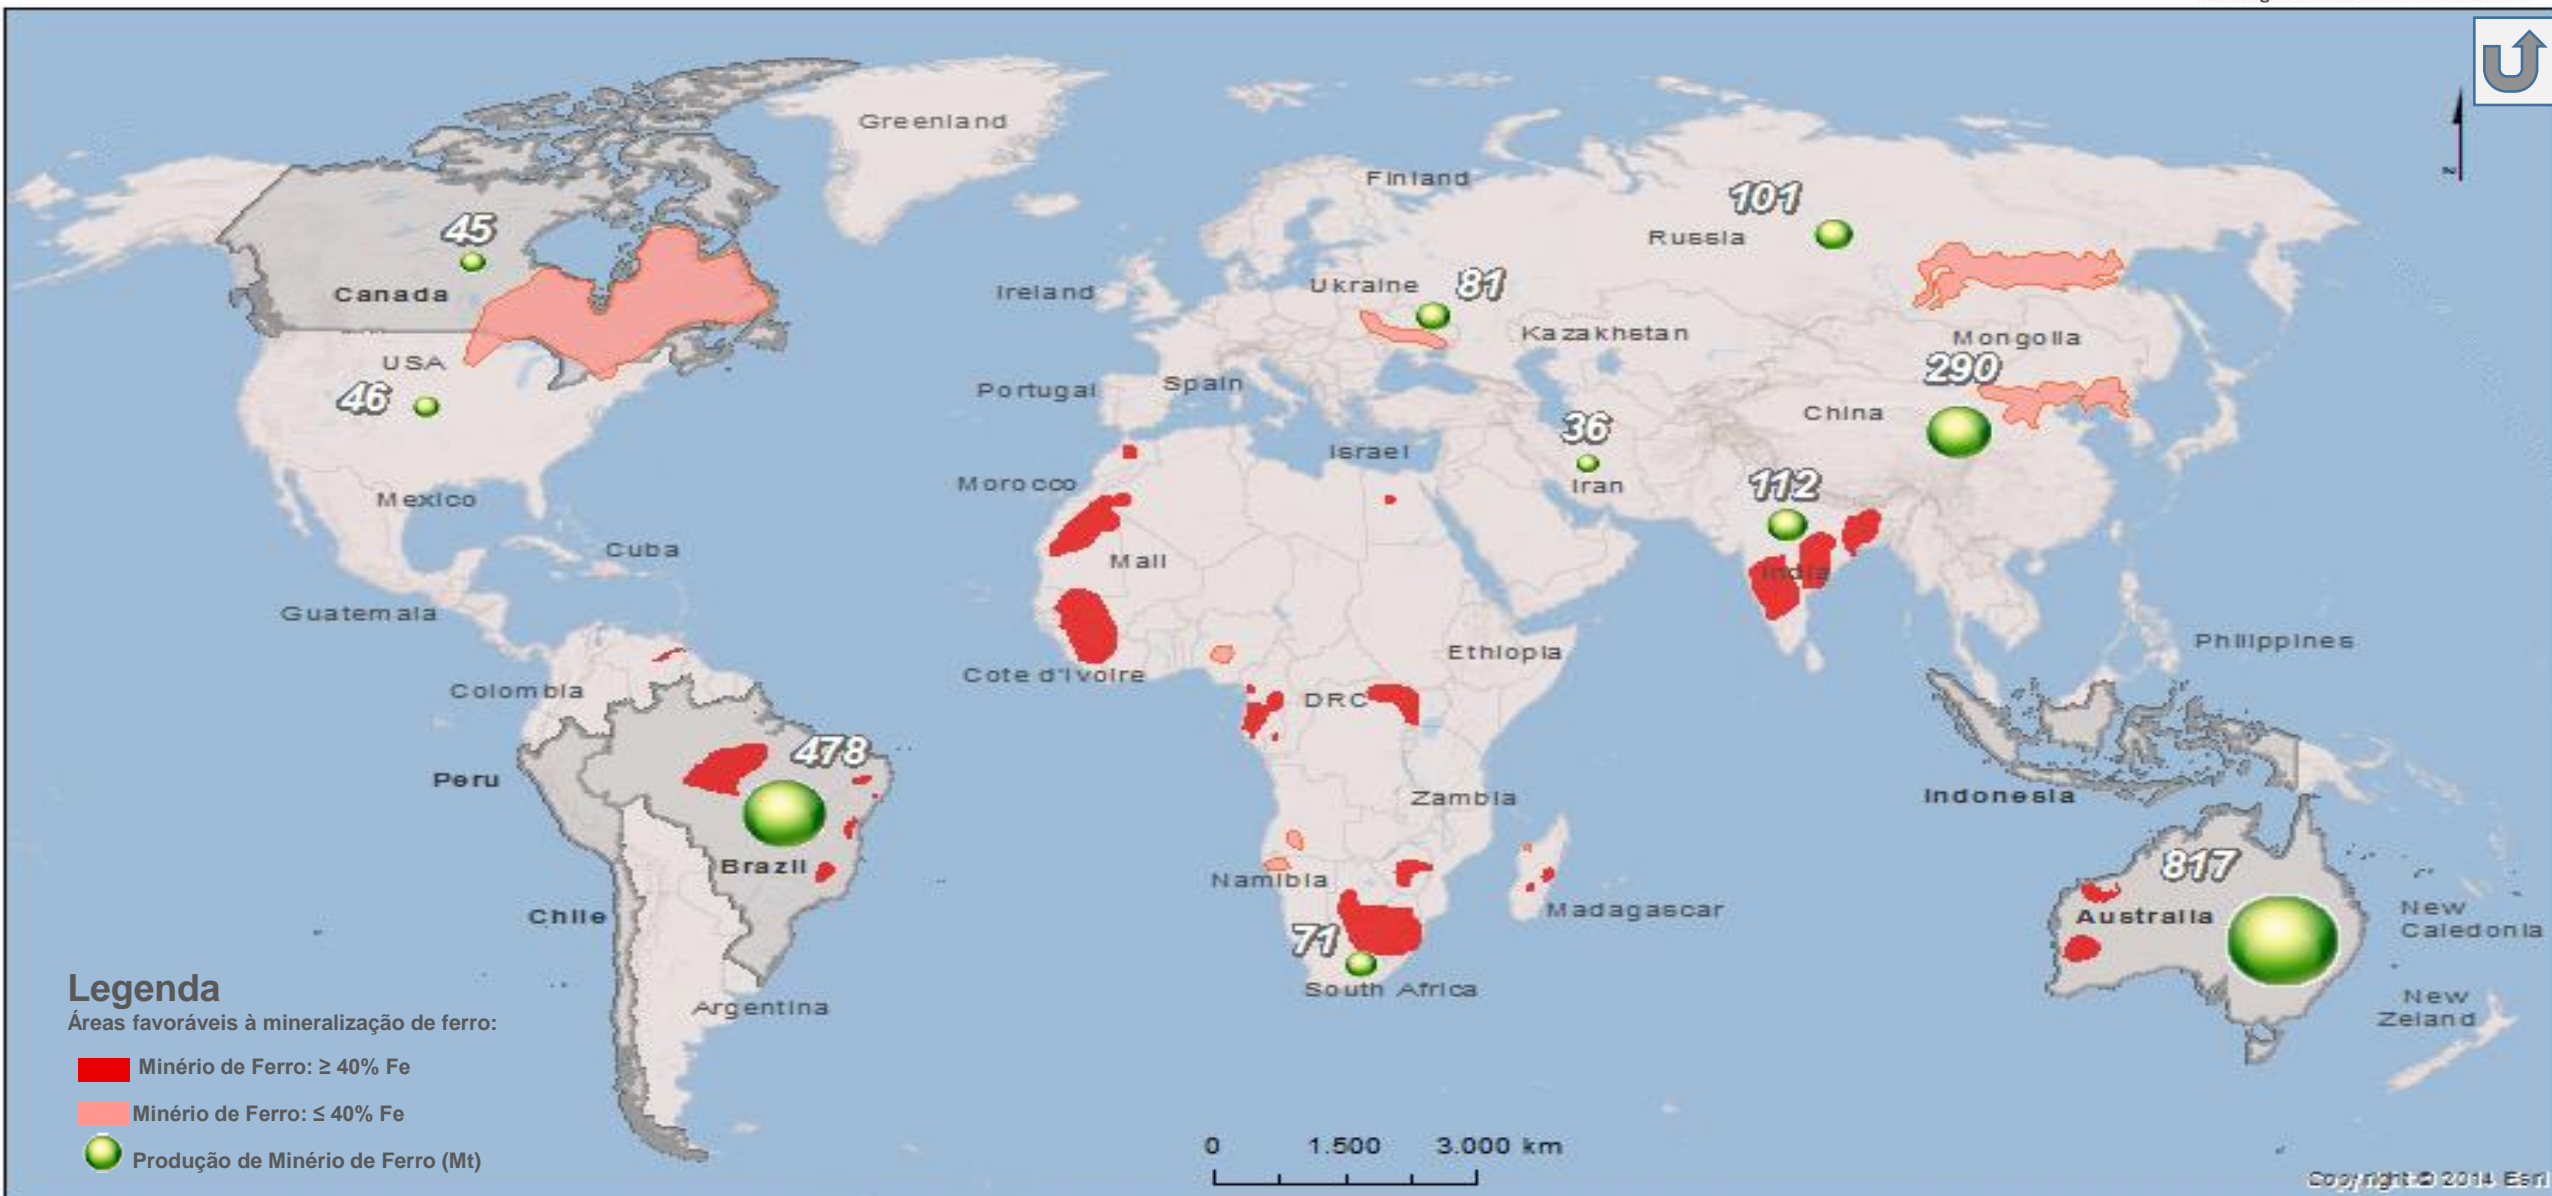 Greenland
Finland
101
Russia
45
Canada
Ireland
Ukraine
81
Kazakhstan
Mongolia
290
USA
46
Portugal
Spain
China
36
Israel
Iran
Morocco
112
Mexico
Cuba
Mali
India
Guatemala
Philippines
Ethiopia
Cote d'Ivoire
Colombia
DRC
478
Peru
Zambia
Indonesia
Brazil
817
Namibia
Chile
Madagascar
Australia
New
Caledonia
71
South Africa
Argentina
New
Zeland
N
Legenda
Áreas favoráveis à mineralização de ferro:
Minério de Ferro: ≥ 40% Fe
Minério de Ferro: ≤ 40% Fe
Produção de Minério de Ferro (Mt)
0 1.500 3.000 km
Copyright © 2014 Esri